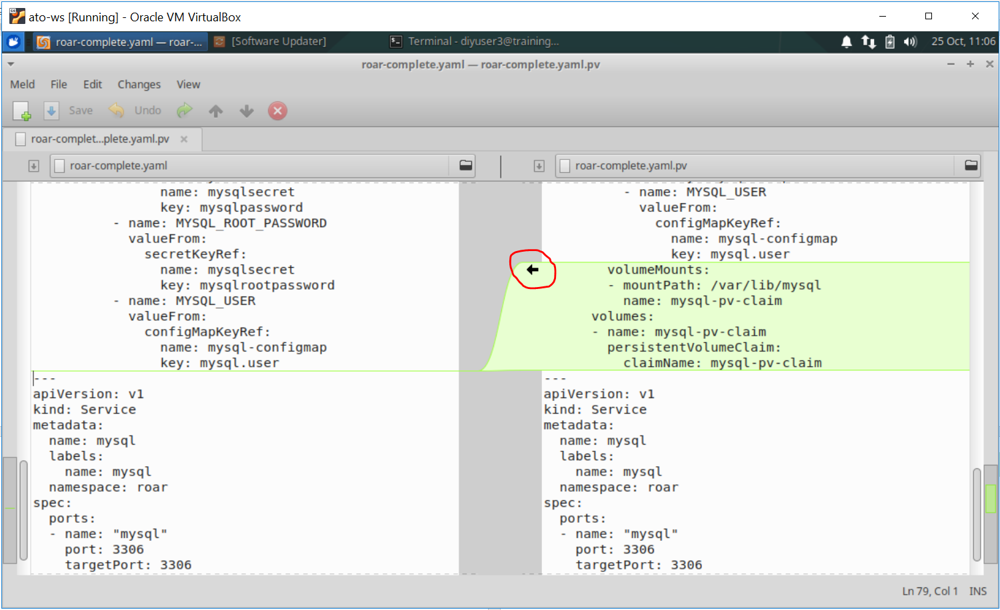 ato-ws [Running] - Oracle VM VirtualBox
roar-complete.yaml — roar-...
[Software Updater]
Terminal - diyuser3@training...
25 Oct, 11:06
roar-complete.yaml — roar-complete.yaml.pv
Meld File Edit Changes View
Save Undo
roar-complet...plete.yaml.pv
roar-complete.yaml
name: mysqlsecret
key: mysqlpassword
- name: MYSQL_ROOT_PASSWORD
valueFrom:
secretKeyRef:
name: mysqlsecret
key: mysqlrootpassword
- name: MYSQL_USER
valueFrom:
configMapKeyRef:
name: mysql-configmap
key: mysql.user
---
apiVersion: v1
kind: Service
metadata:
name: mysql
labels:
name: mysql
namespace: roar
spec:
ports:
- name: "mysql"
port: 3306
targetPort: 3306
roar-complete.yaml.pv
- name: MYSQL_USER
valueFrom:
configMapKeyRef:
name: mysql-configmap
key: mysql.user
volumeMounts:
- mountPath: /var/lib/mysql
name: mysql-pv-claim
volumes:
- name: mysql-pv-claim
persistentVolumeClaim:
claimName: mysql-pv-claim
---
apiVersion: v1
kind: Service
metadata:
name: mysql
labels:
name: mysql
namespace: roar
spec:
ports:
- name: "mysql"
port: 3306
targetPort: 3306
Ln 79, Col 1 INS